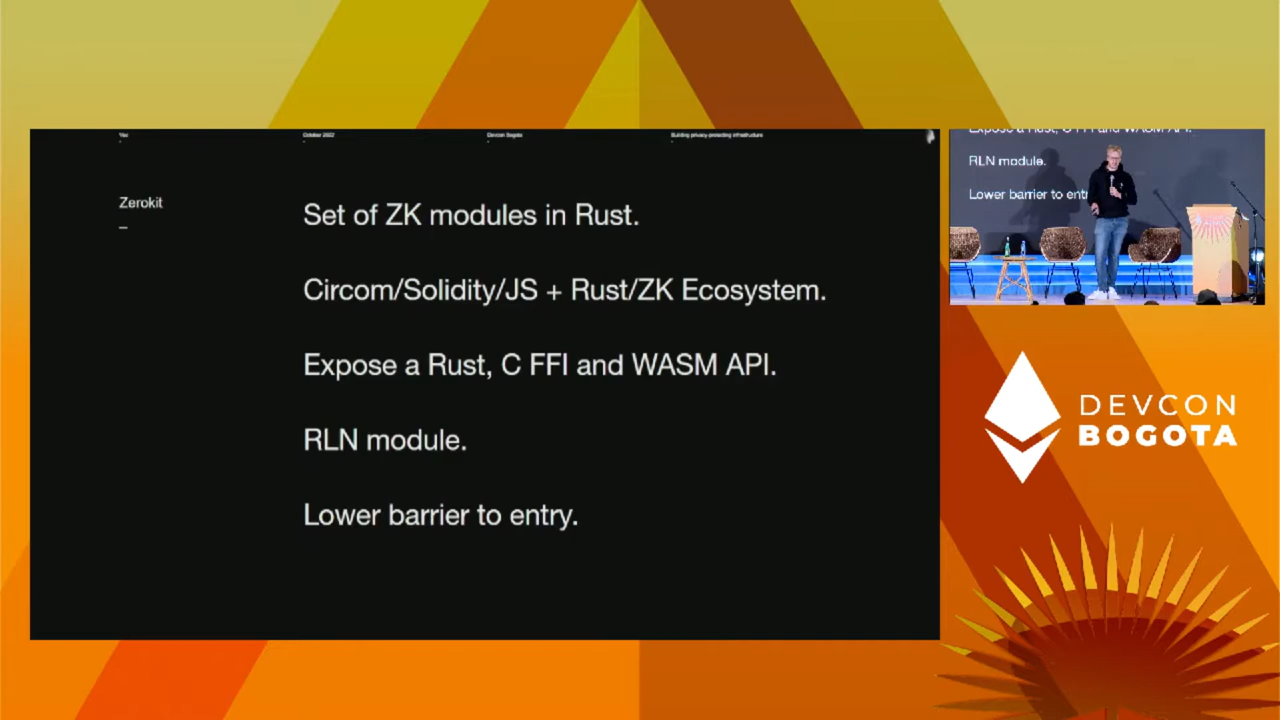 Vac
October 2022
Devcon Bogota
Building privacy-protecting infrastructure
Zerokit
Set of ZK modules in Rust.
Circom/Solidity/JS + Rust/ZK Ecosystem.
Expose a Rust, C FFI and WASM API.
RLN module.
Lower barrier to entry.
Expose a Rust, C FFI and WASM API.
RLN module.
Lower barrier to entr
DEVCON
BOGOTA